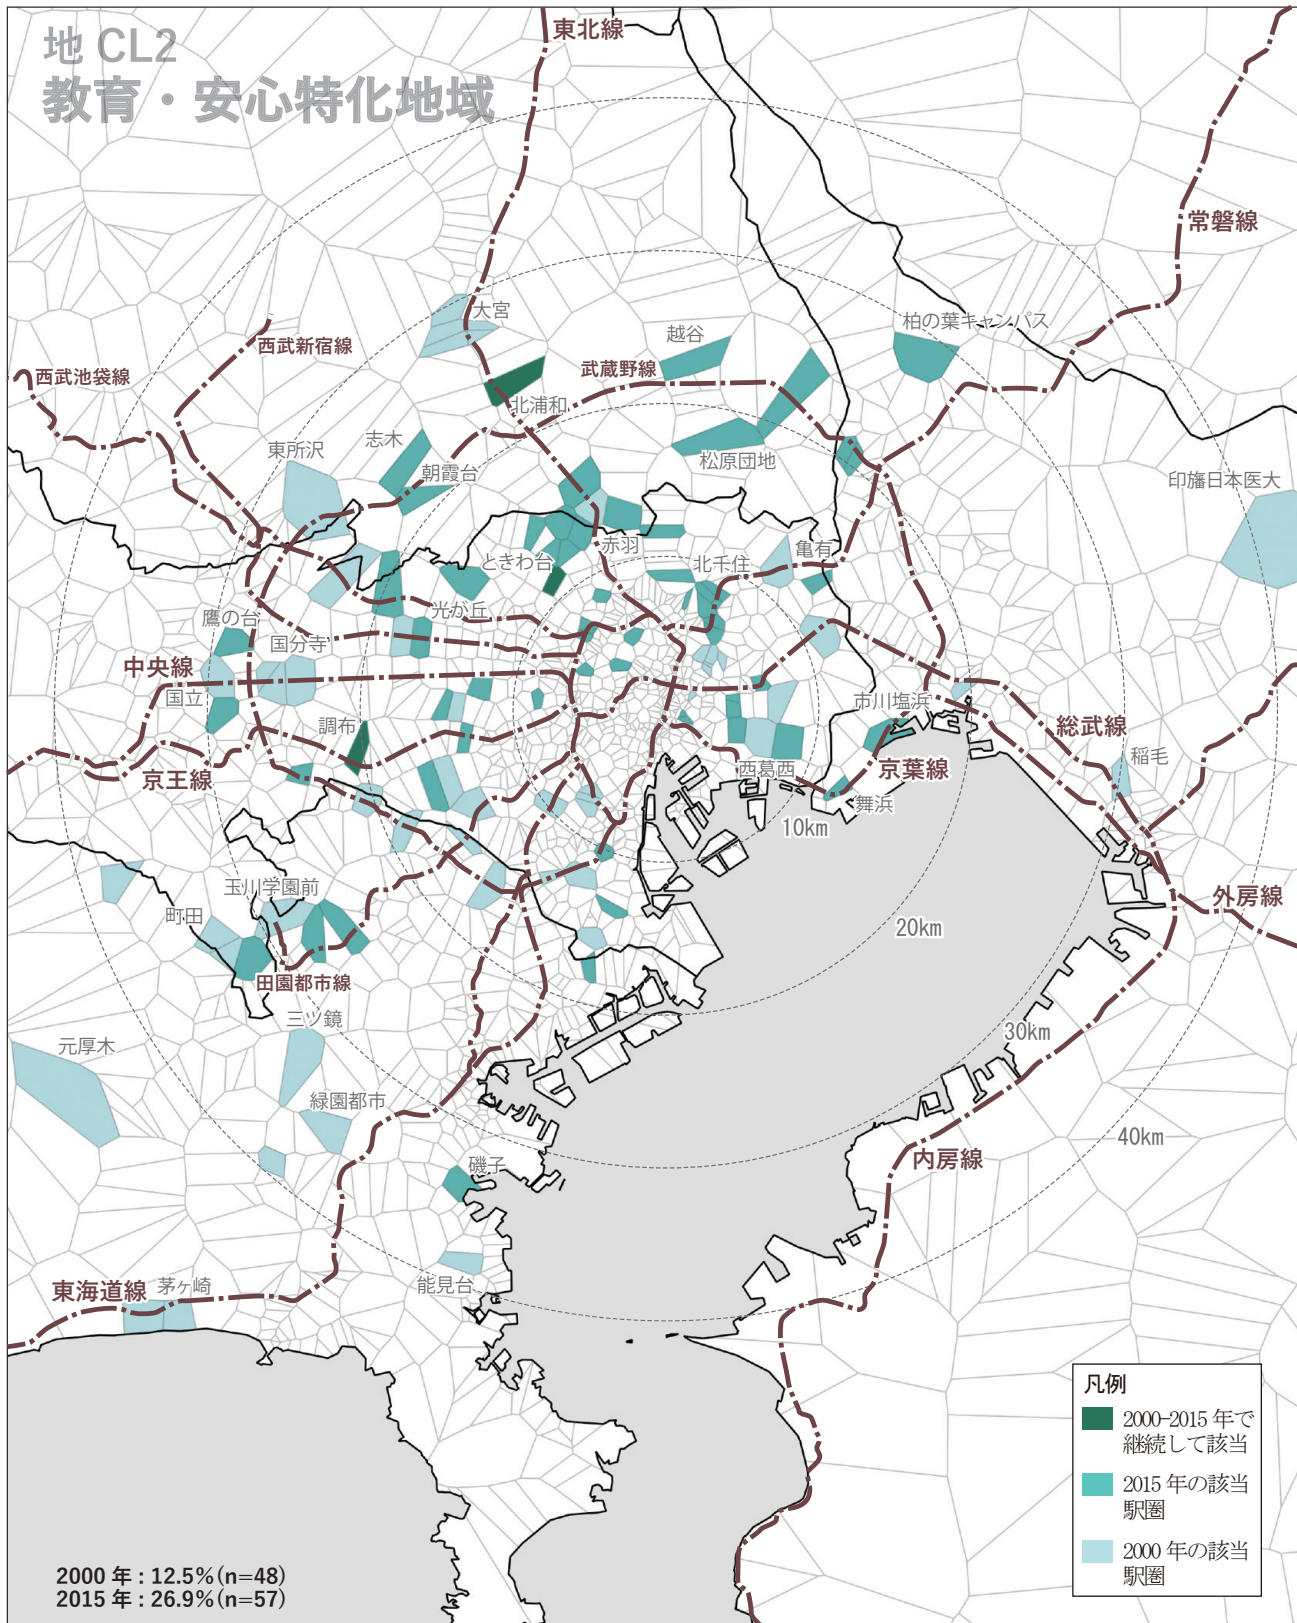 地 CL2
教育・安心特化地域
東北線
常磐線
大宮
越谷
柏の葉キャンパス
西武新宿線
武蔵野線
西武池袋線
北浦和
志木
東所沢
朝霞台
松原団地
印旛日本医大
ときわ台
赤羽
北千住
亀有
光が丘
鷹の台
国分寺
中央線
国立
調布
市川塩浜
総武線
京王線
西葛西
京葉線
稲毛
舞浜
10km
玉川学園前
町田
外房線
20km
田園都市線
三ツ鏡
元厚木
30km
緑園都市
40km
磯子
内房線
能見台
東海道線
茅ヶ崎
凡例
2000-2015 年で
継続して該当
2015 年の該当
駅圏
2000 年の該当
駅圏
2000 年 : 12.5%(n=48)
2015 年 : 26.9%(n=57)